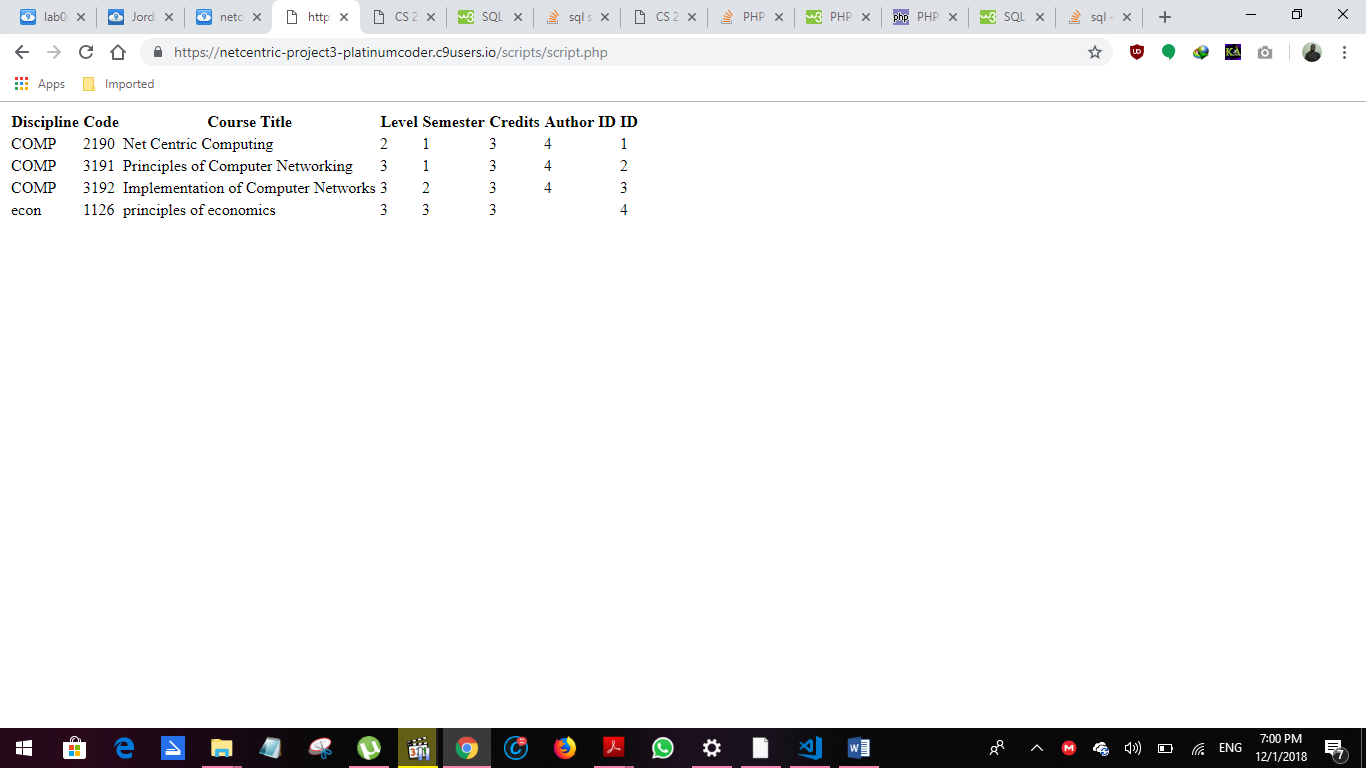 lab0 Jord netc http CS 2 SQL sql s CS 2 PHP PHP php PHP SQL sql -
https://netcentric-project3-platinumcoder.c9users.io/scripts/script.php
Apps Imported
Discipline Code Course Title Level Semester Credits Author ID ID
COMP 2190 Net Centric Computing 2 1 3 4 1
COMP 3191 Principles of Computer Networking 3 1 3 4 2
COMP 3192 Implementation of Computer Networks 3 2 3 4 3
econ 1126 principles of economics 3 3 3 4
ENG
7:00 PM
12/1/2018
7